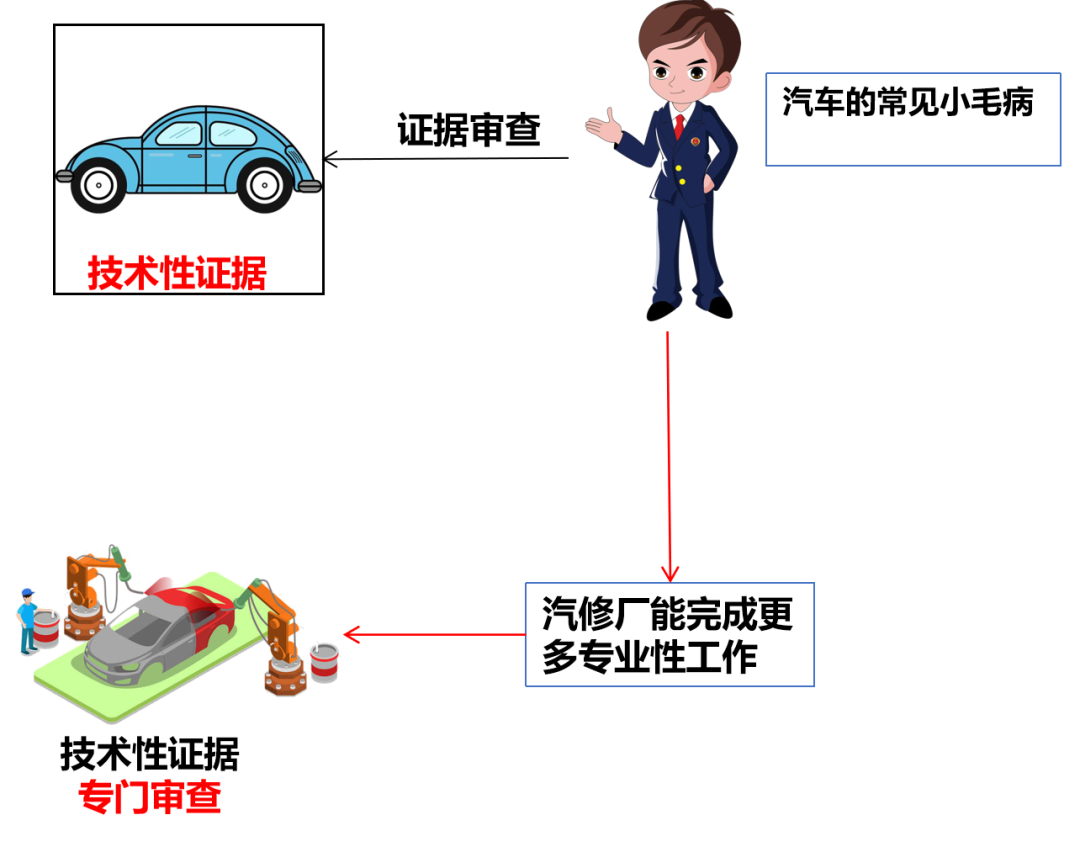 汽车的常见小毛病
证据审查
技术性证据
汽修厂能完成更
多专业性工作
技术性证据
专门审查